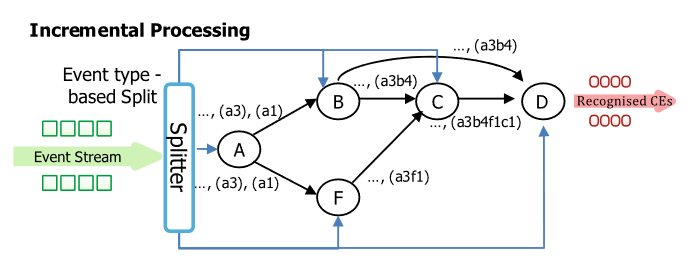 Incremental Processing
Event type -
based Split
Splitter
Event Stream
..., (a3b4)
..., (a3b4)
..., (a3), (a1)
B
C
D
A
F
..., (a3b4f1c1)
..., (a3), (a1)
..., (a3f1)
Recognised CEs